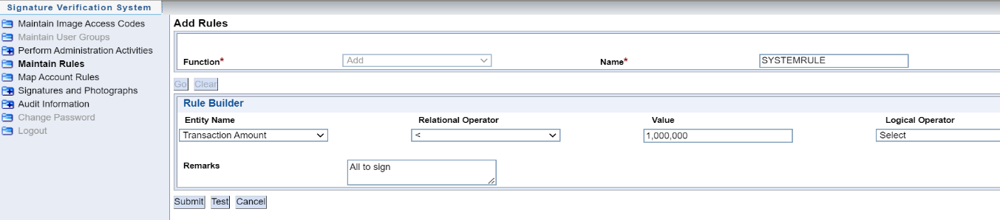 Signature Verification System
Maintain Image Access Codes
Maintain User Groups
Perform Administration Activities
Maintain Rules
Map Account Rules
Signatures and Photographs
Audit Information
Change Password
Logout
Add Rules
Function* Add Name* SYSTEMRULE
Go Clear
Rule Builder
Entity Name Relational Operator Value Logical Operator
Transaction Amount < 1,000,000 Select
Remarks All to sign
Submit Test Cancel